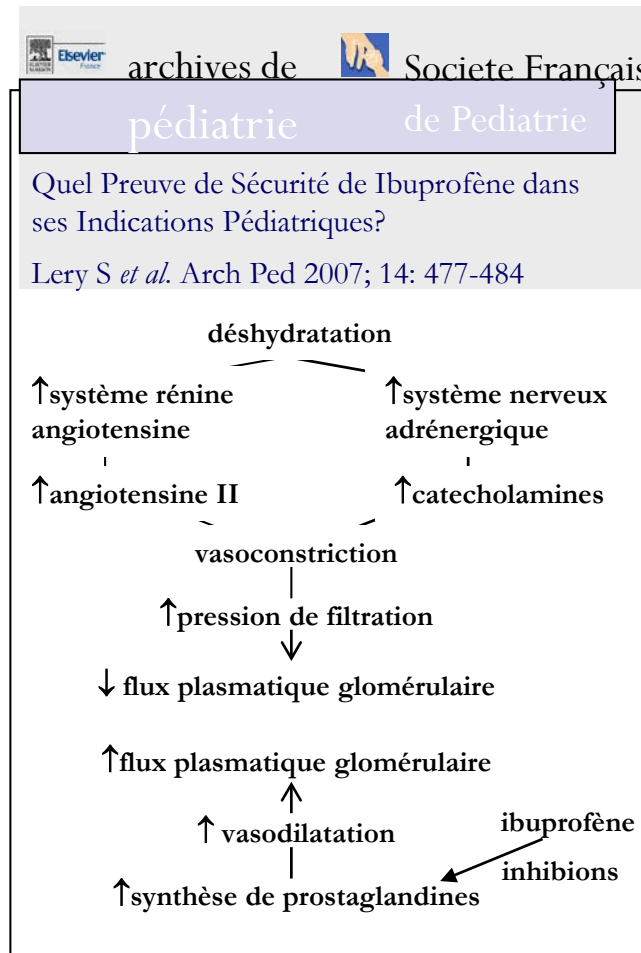 Elsevier
France
archives de
pédiatrie
Societe Français
de Pediatrie
Quel Preuve de Sécurité de Ibuprofène dans
ses Indications Pédiatriques?
Lery S et al. Arch Ped 2007; 14: 477-484
déshydratation
↑système rénine
angiotensine
↑système nerveux
adrénergique
↑angiotensine II
↑catecholamines
vasoconstriction
↑pression de filtration
↓ flux plasmatique glomérulaire
↑flux plasmatique glomérulaire
↑ vasodilatation
ibuprofène
inhibions
↑synthèse de prostaglandines